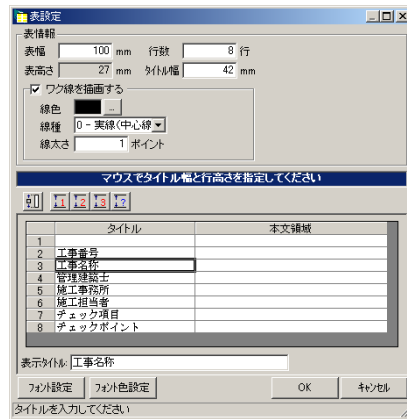 表設定
表情報
表幅 100 mm 行数 8 行
表高さ 27 mm タイトル幅 42 mm
ワク線を描画する
線色 ...
線種 0 - 実線(中心線
線太さ 1 ポイント
マウスでタイトル幅と行高さを指定してください
1 2 3 ?
タイトル 本文領域
1
2 工事番号
3 工事名称
4 管理建築士
5 施工事務所
6 施工担当者
7 チェック項目
8 チェックポイント
表示タイトル: 工事名称
フォント設定 フォント色設定 OK キャンセル
タイトルを入力してください